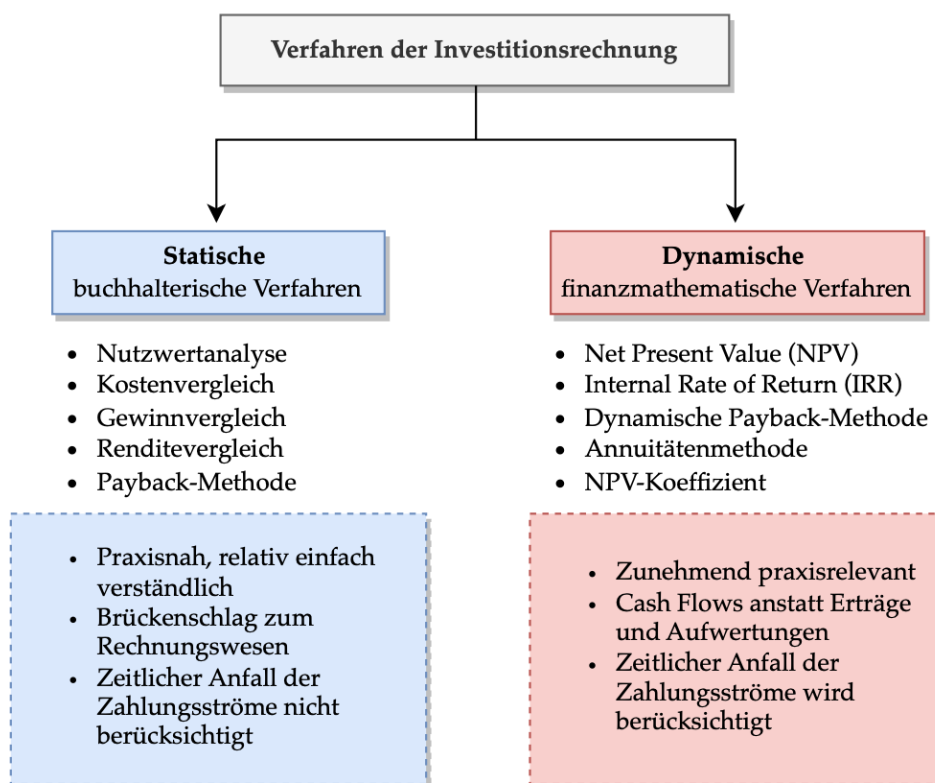 Verfahren der Investitionsrechnung
Statische
buchhalterische Verfahren
• Nutzwertanalyse
• Kostenvergleich
• Gewinnvergleich
• Renditevergleich
• Payback-Methode
• Praxisnah, relativ einfach
verständlich
• Brückenschlag zum
Rechnungswesen
• Zeitlicher Anfall der
Zahlungsströme nicht
berücksichtigt
Dynamische
finanzmathematische Verfahren
• Net Present Value (NPV)
• Internal Rate of Return (IRR)
• Dynamische Payback-Methode
• Annuitätenmethode
• NPV-Koeffizient
• Zunehmend praxisrelevant
• Cash Flows anstatt Erträge
und Aufwertungen
• Zeitlicher Anfall der
Zahlungsströme wird
berücksichtigt